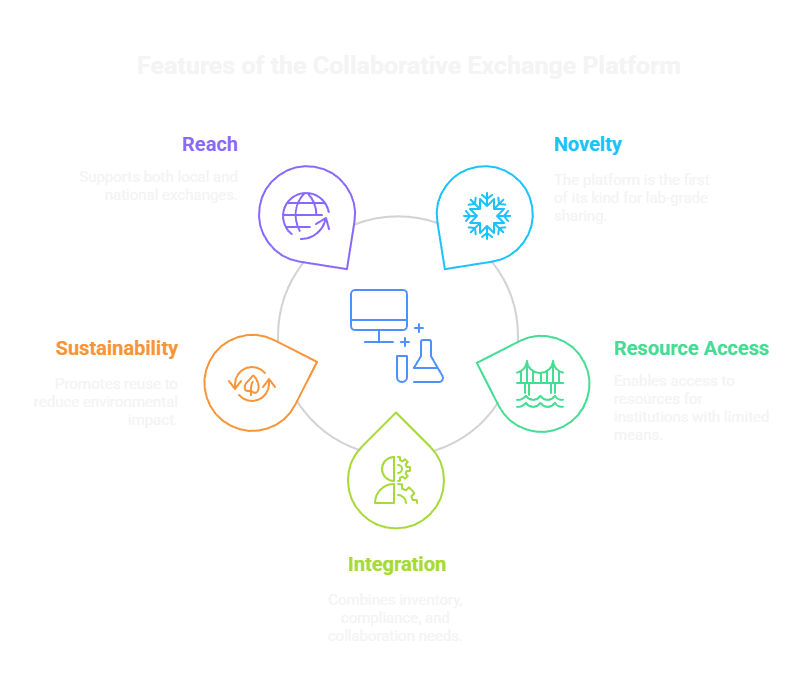 Features of the Collaborative Exchange Platform
Reach
Supports both local and
national exchanges.
Novelty
The platform is the first
of its kind for lab-grade
sharing.
Sustainability
Promotes reuse to
reduce environmental
impact.
Resource Access
Enables access to
resources for
institutions with limited
means.
Integration
Combines inventory,
compliance, and
collaboration needs.